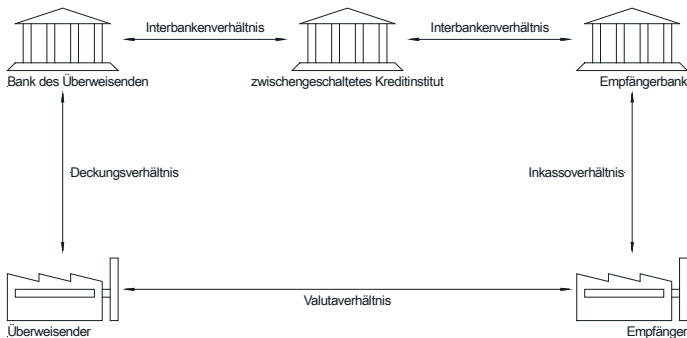 Interbankenverhältnis
Interbankenverhältnis
Bank des Überweisenden
zwischengeschaltetes Kreditinstitut
Empfängerbank
Deckungsverhältnis
Inkassoverhältnis
Valutaverhältnis
Überweisender
Empfänger